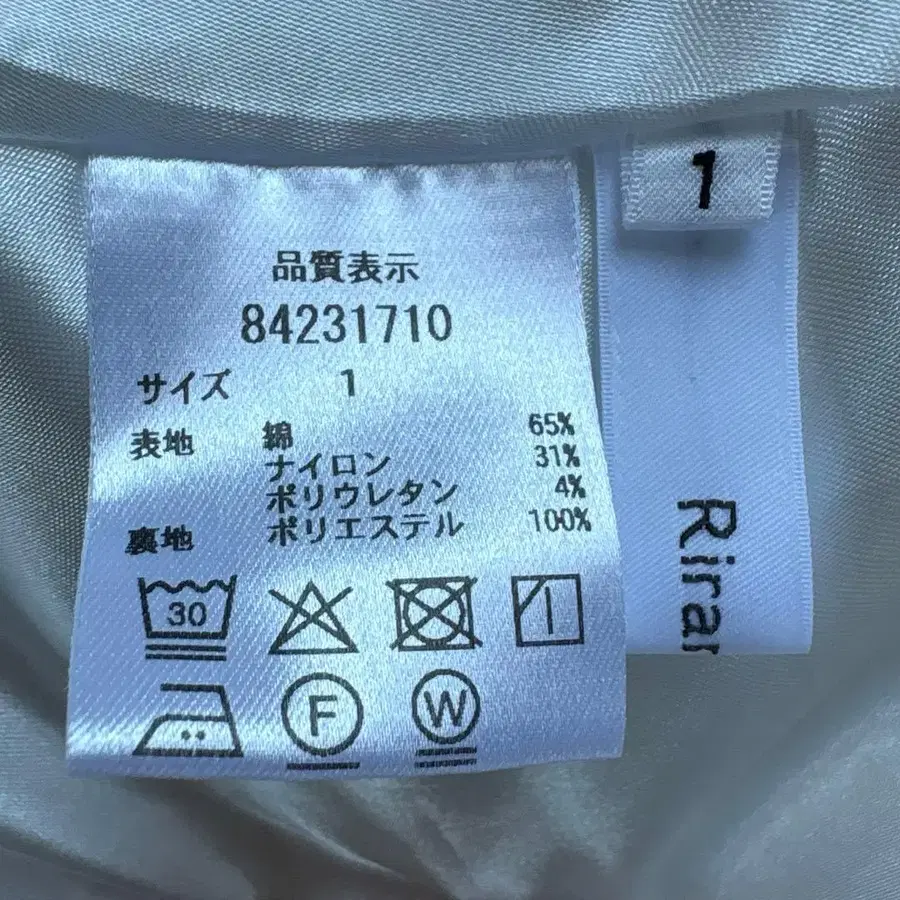 品質表示
84231710
サイズ 1
表地 綿 65%
ナイロン 31%
ポリウレタン 4%
裏地 ポリエステル 100%
30
F
W
1
Riran